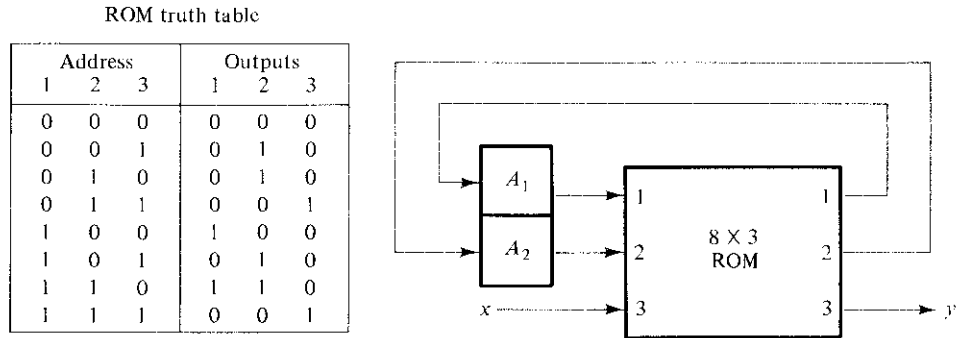 ROM truth table
Address Outputs
1 2 3 1 2 3
0 0 0 0 0 0
0 0 1 0 1 0
0 1 0 0 1 0
0 1 1 0 0 1
1 0 0 1 0 0
1 0 1 0 1 0
1 1 0 1 1 0
1 1 1 0 0 1
A1
A2
x
1
2
3
8 X 3
ROM
1
2
3
y